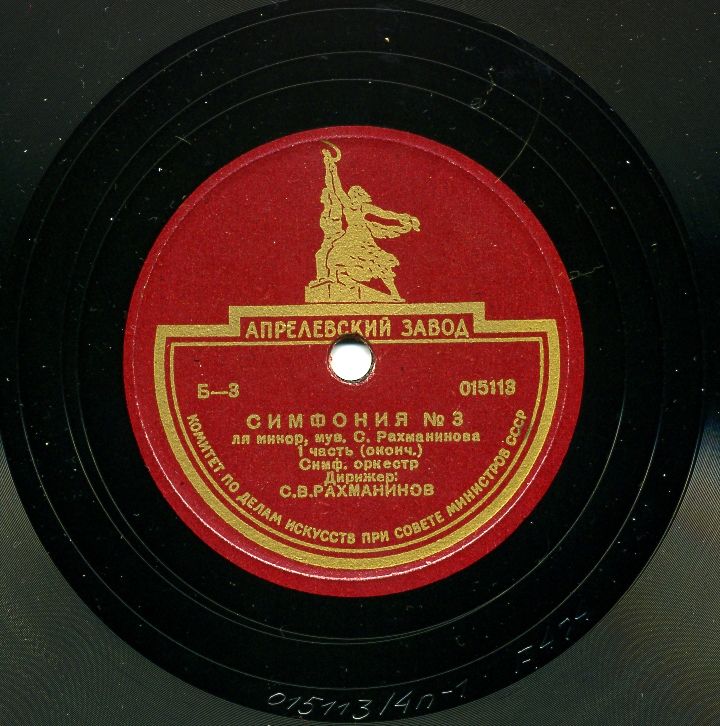 АПРЕЛЕВСКИЙ ЗАВОД
Б—3
015113
СИМФОНИЯ № 3
ля минор, муз. С. Рахманинова
1 часть (оконч.)
Симф. оркестр
Дирижер:
С.В.РАХМАНИНОВ
КОМИТЕТ ПО ДЕЛАМ ИСКУССТВ ПРИ СОВЕТЕ МИНИСТРОВ СССР
015113/4п-1